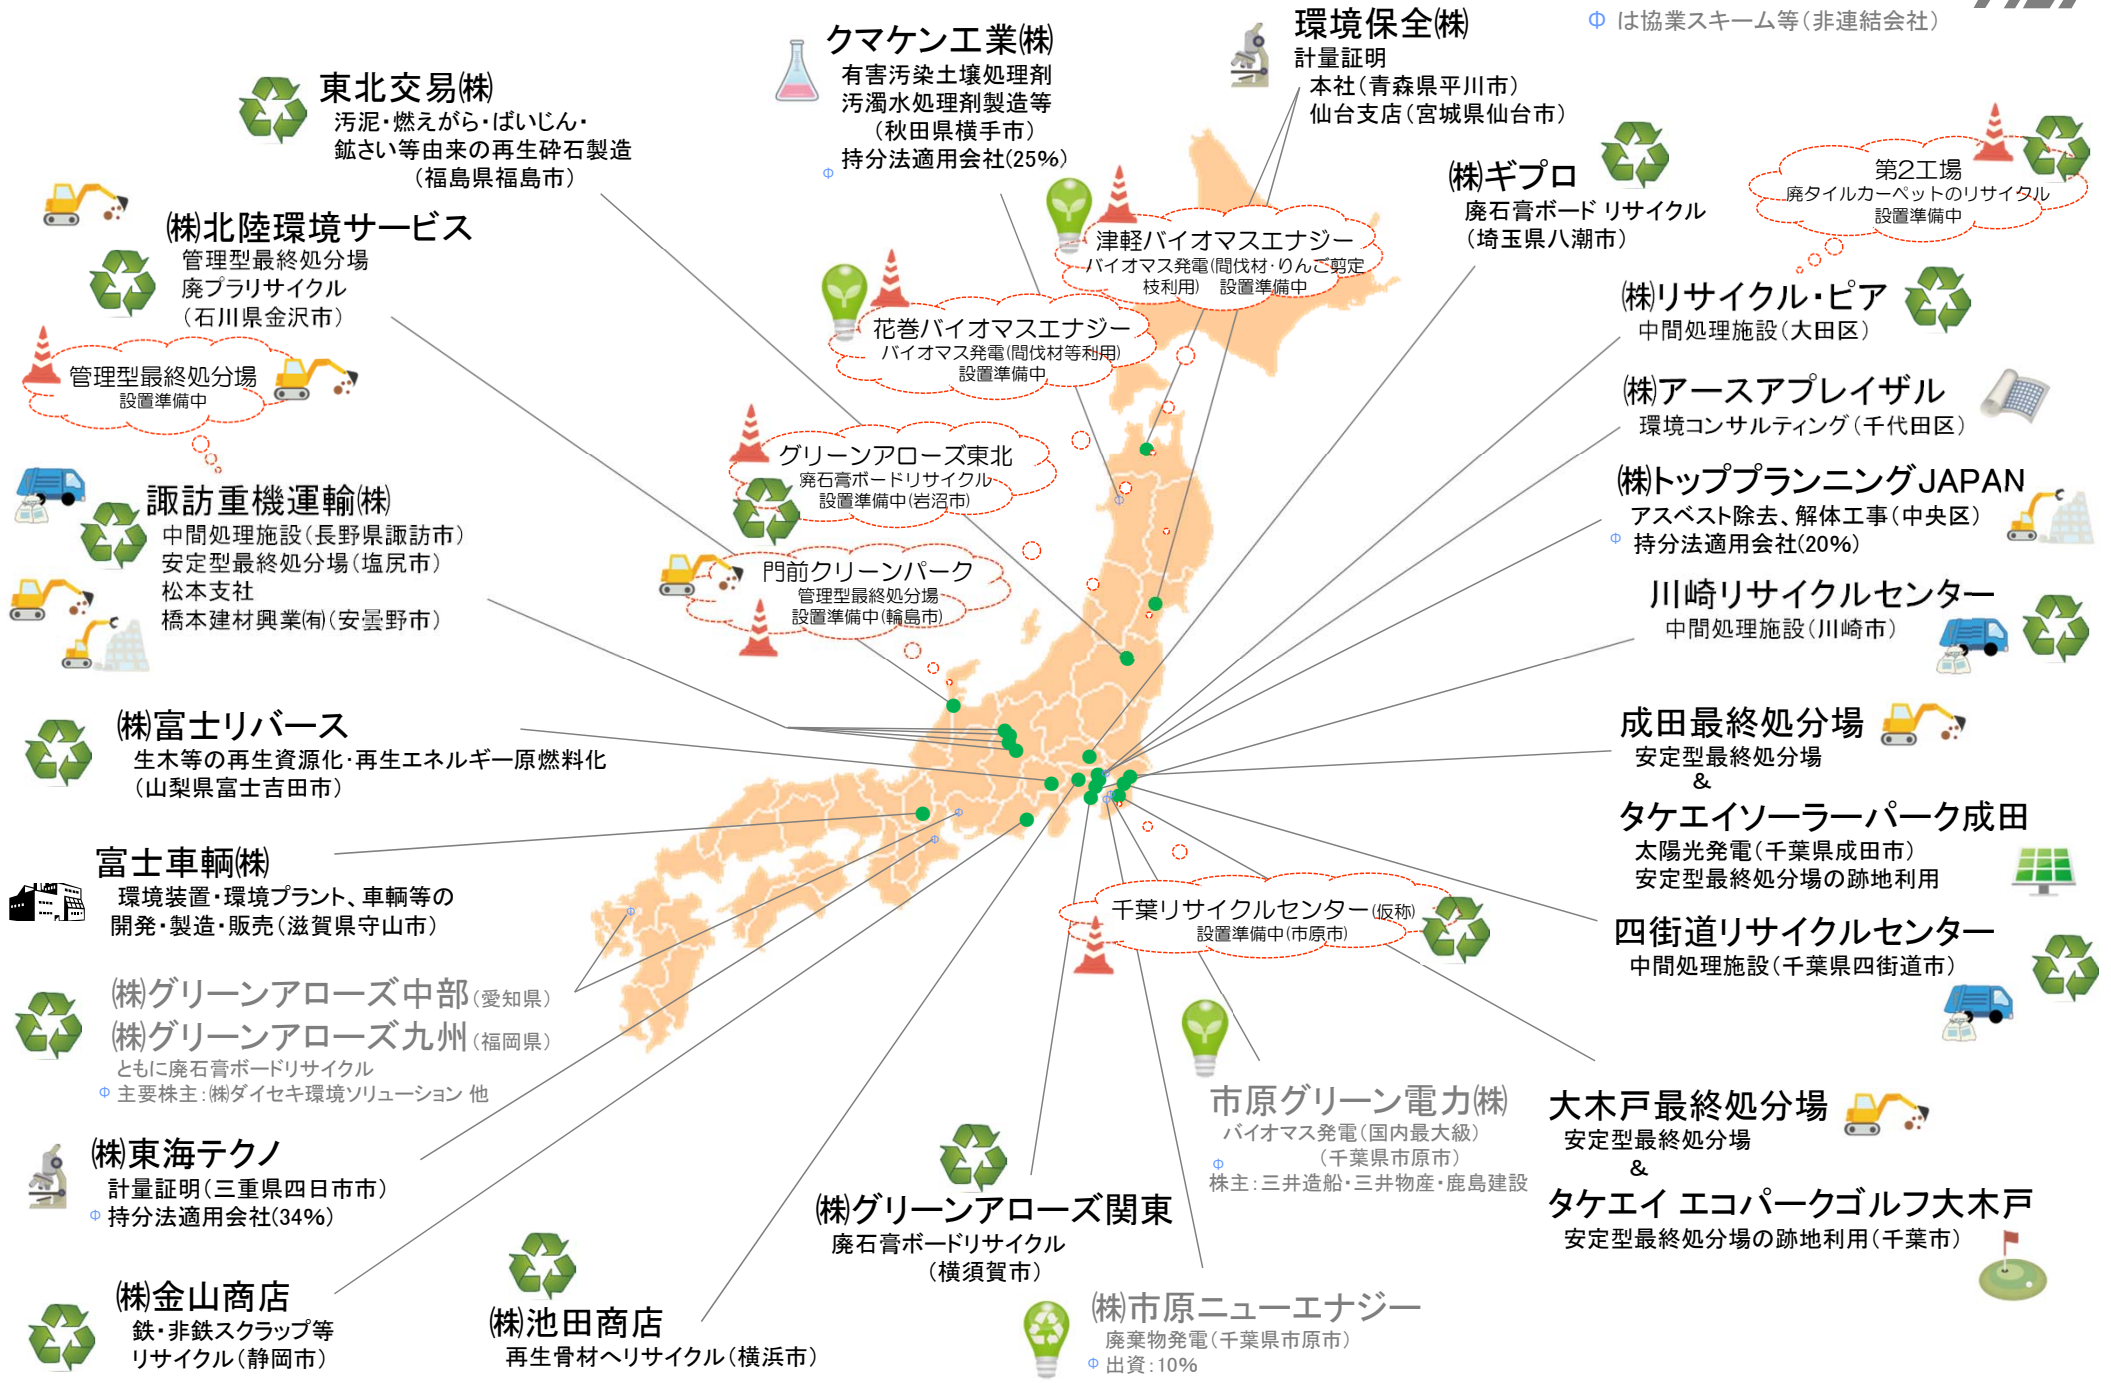 Φ は協業スキーム等(非連結会社)
東北交易㈱
汚泥・燃えがら・ばいじん・
鉱さい等由来の再生砕石製造
(福島県福島市)
クマケン工業㈱
有害汚染土壌処理剤
汚濁水処理剤製造等
(秋田県横手市)
Φ 持分法適用会社(25%)
環境保全㈱
計量証明
本社(青森県平川市)
仙台支店(宮城県仙台市)
㈱ギプロ
廃石膏ボード リサイクル
(埼玉県八潮市)
第2工場
廃タイルカーペットのリサイクル
設置準備中
㈱北陸環境サービス
管理型最終処分場
廃プラリサイクル
(石川県金沢市)
津軽バイオマスエナジー
バイオマス発電(間伐材・りんご剪定
枝利用) 設置準備中
花巻バイオマスエナジー
バイオマス発電(間伐材等利用)
設置準備中
㈱リサイクル・ピア
中間処理施設(大田区)
管理型最終処分場
設置準備中
㈱アースアプレイザル
環境コンサルティング(千代田区)
グリーンアローズ東北
廃石膏ボードリサイクル
設置準備中(岩沼市)
㈱トッププランニングJAPAN
アスベスト除去、解体工事(中央区)
Φ 持分法適用会社(20%)
諏訪重機運輸㈱
中間処理施設(長野県諏訪市)
安定型最終処分場(塩尻市)
松本支社
橋本建材興業㈲(安曇野市)
門前クリーンパーク
管理型最終処分場
設置準備中(輪島市)
川崎リサイクルセンター
中間処理施設(川崎市)
㈱富士リバース
生木等の再生資源化・再生エネルギー原燃料化
(山梨県富士吉田市)
成田最終処分場
安定型最終処分場
&
タケエイソーラーパーク成田
太陽光発電(千葉県成田市)
安定型最終処分場の跡地利用
富士車輌㈱
環境装置・環境プラント、車輌等の
開発・製造・販売(滋賀県守山市)
千葉リサイクルセンター(仮称)
設置準備中(市原市)
四街道リサイクルセンター
中間処理施設(千葉県四街道市)
㈱グリーンアローズ中部(愛知県)
㈱グリーンアローズ九州(福岡県)
ともに廃石膏ボードリサイクル
Φ 主要株主:㈱ダイセキ環境ソリューション 他
市原グリーン電力㈱
バイオマス発電(国内最大級)
(千葉県市原市)
Φ
株主:三井造船・三井物産・鹿島建設
大木戸最終処分場
安定型最終処分場
&
タケエイ エコパークゴルフ大木戸
安定型最終処分場の跡地利用(千葉市)
㈱東海テクノ
計量証明(三重県四日市市)
Φ 持分法適用会社(34%)
㈱グリーンアローズ関東
廃石膏ボードリサイクル
(横須賀市)
㈱金山商店
鉄・非鉄スクラップ等
リサイクル(静岡市)
㈱池田商店
再生骨材へリサイクル(横浜市)
㈱市原ニューエナジー
廃棄物発電(千葉県市原市)
Φ 出資:10%